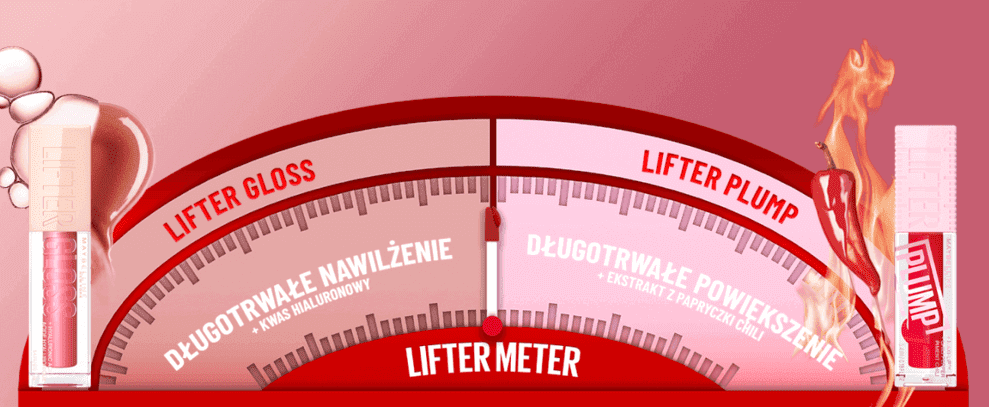 LIFTER GLOSS
LIFTER PLUMP
DŁUGOTRWAŁE NAWILŻENIE
+ KWAS HIALURONOWY
DŁUGOTRWAŁE POWIĘKSZENIE
+ EKSTRAKT Z PAPRYCZKI CHILI
LIFTER METER
LIFTER
GLOSS
LIFTER
PLUMP!